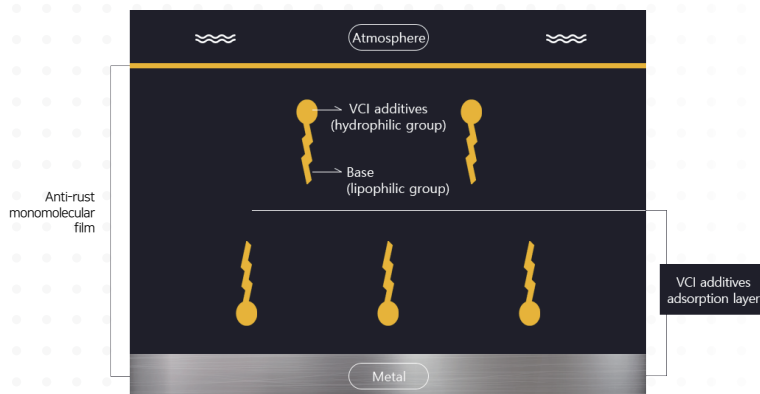 Atmosphere
VCI additives
(hydrophilic group)
Base
(lipophilic group)
Anti-rust
monomolecular
film
VCI additives
adsorption layer
Metal